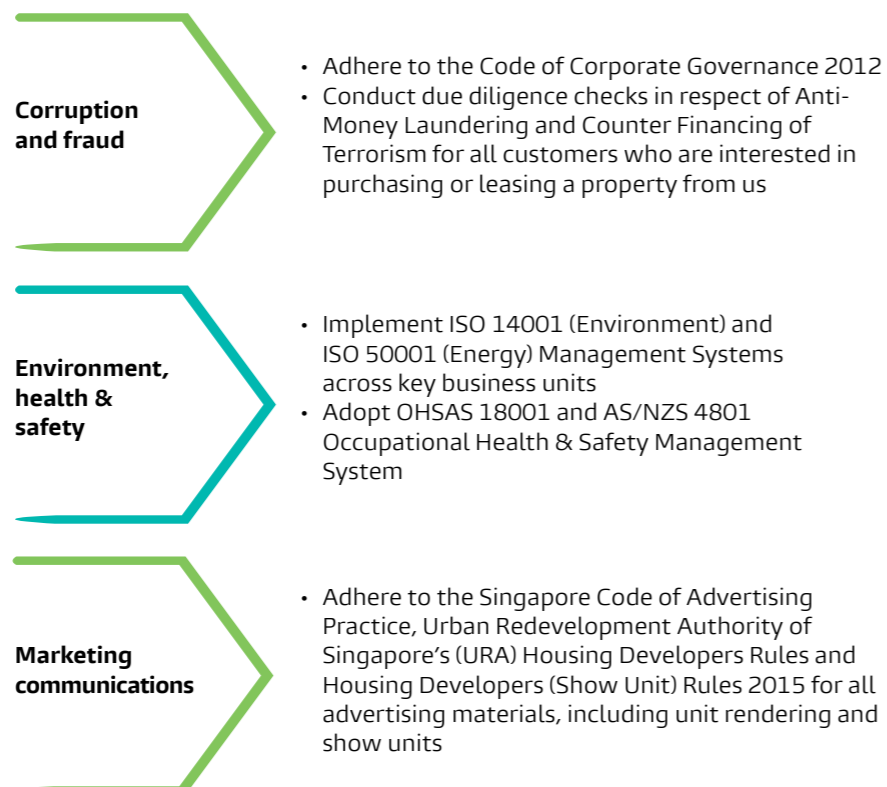 Corruption
and fraud
• Adhere to the Code of Corporate Governance 2012
• Conduct due diligence checks in respect of Anti-
Money Laundering and Counter Financing of
Terrorism for all customers who are interested in
purchasing or leasing a property from us
Environment,
health &
safety
• Implement ISO 14001 (Environment) and
ISO 50001 (Energy) Management Systems
across key business units
• Adopt OHSAS 18001 and AS/NZS 4801
Occupational Health & Safety Management
System
Marketing
communications
• Adhere to the Singapore Code of Advertising
Practice, Urban Redevelopment Authority of
Singapore's (URA) Housing Developers Rules and
Housing Developers (Show Unit) Rules 2015 for all
advertising materials, including unit rendering and
show units